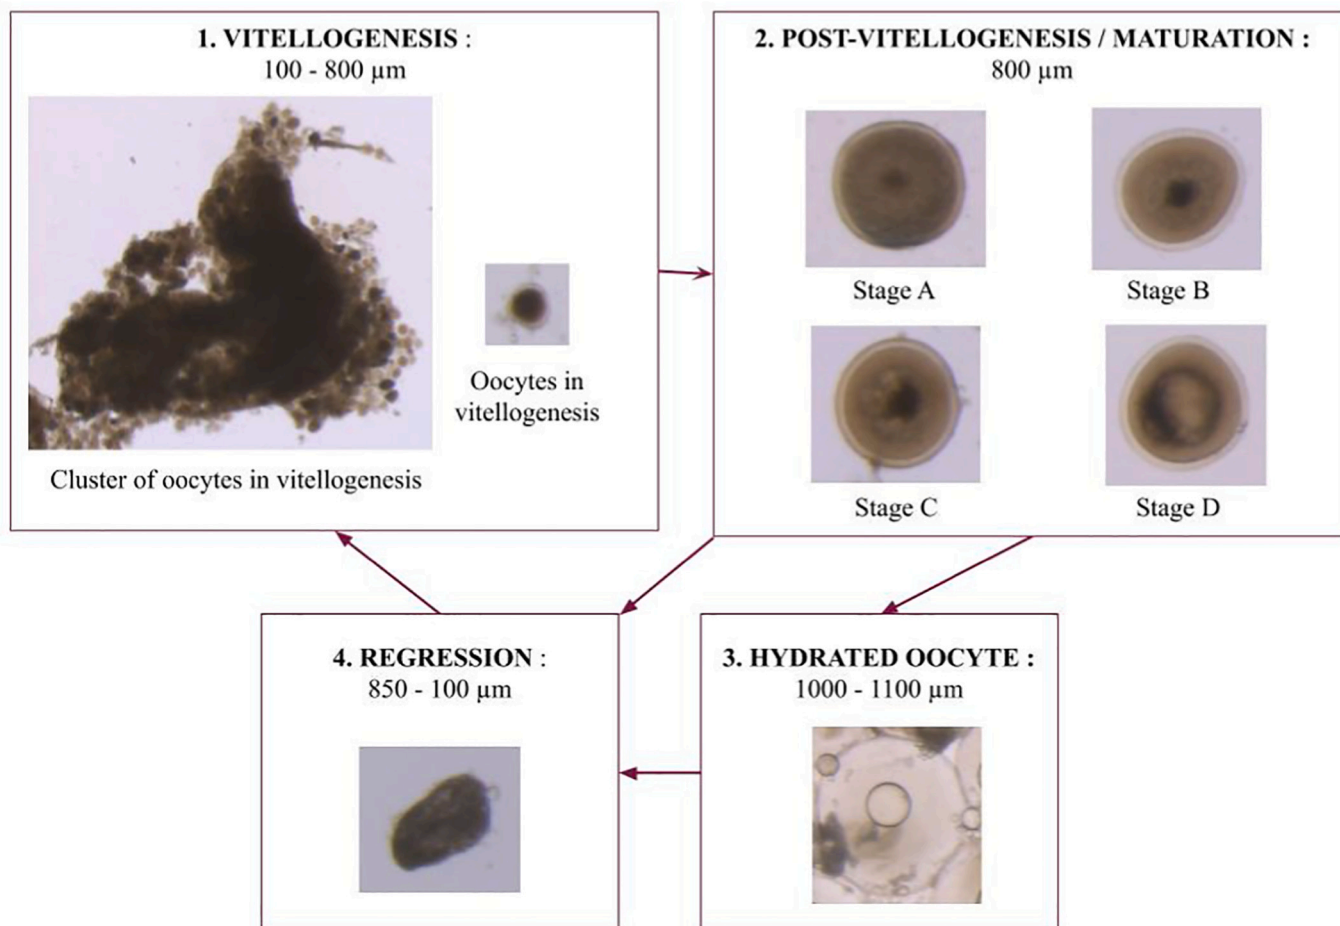 1. VITELLOGENESIS :
100 - 800 µm
Oocytes in
vitellogenesis
Cluster of oocytes in vitellogenesis
2. POST-VITELLOGENESIS / MATURATION :
800 µm
Stage A
Stage B
Stage C
Stage D
3. HYDRATED OOCYTE :
1000 - 1100 µm
4. REGRESSION :
850 - 100 µm